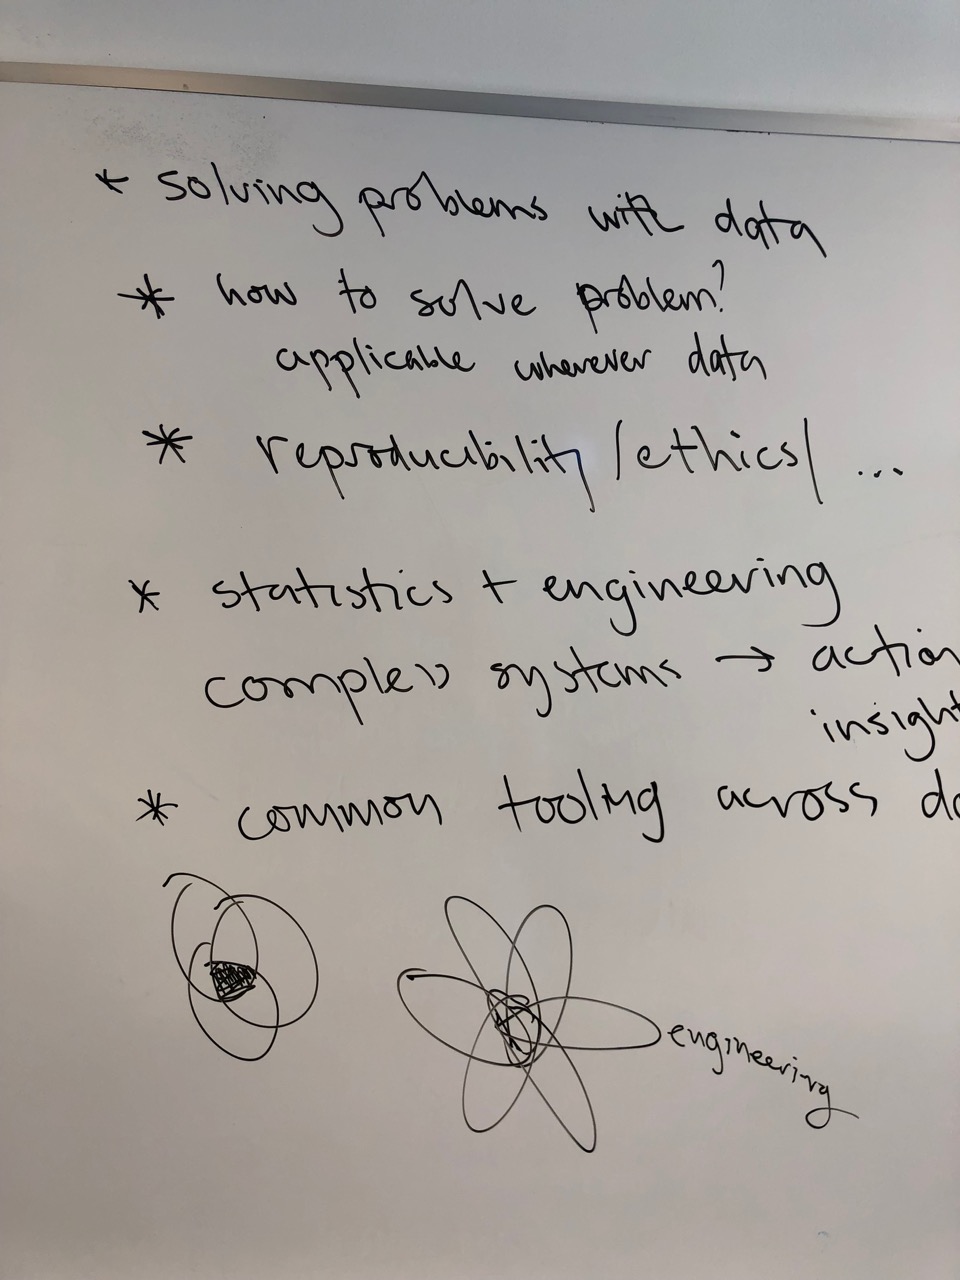 * solving problems with data
* how to solve problem?
applicable wherever data
* reproducibility/ethics/ ...
* statistics + engineering
complex systems → action
insight
* common tooling across
engineering